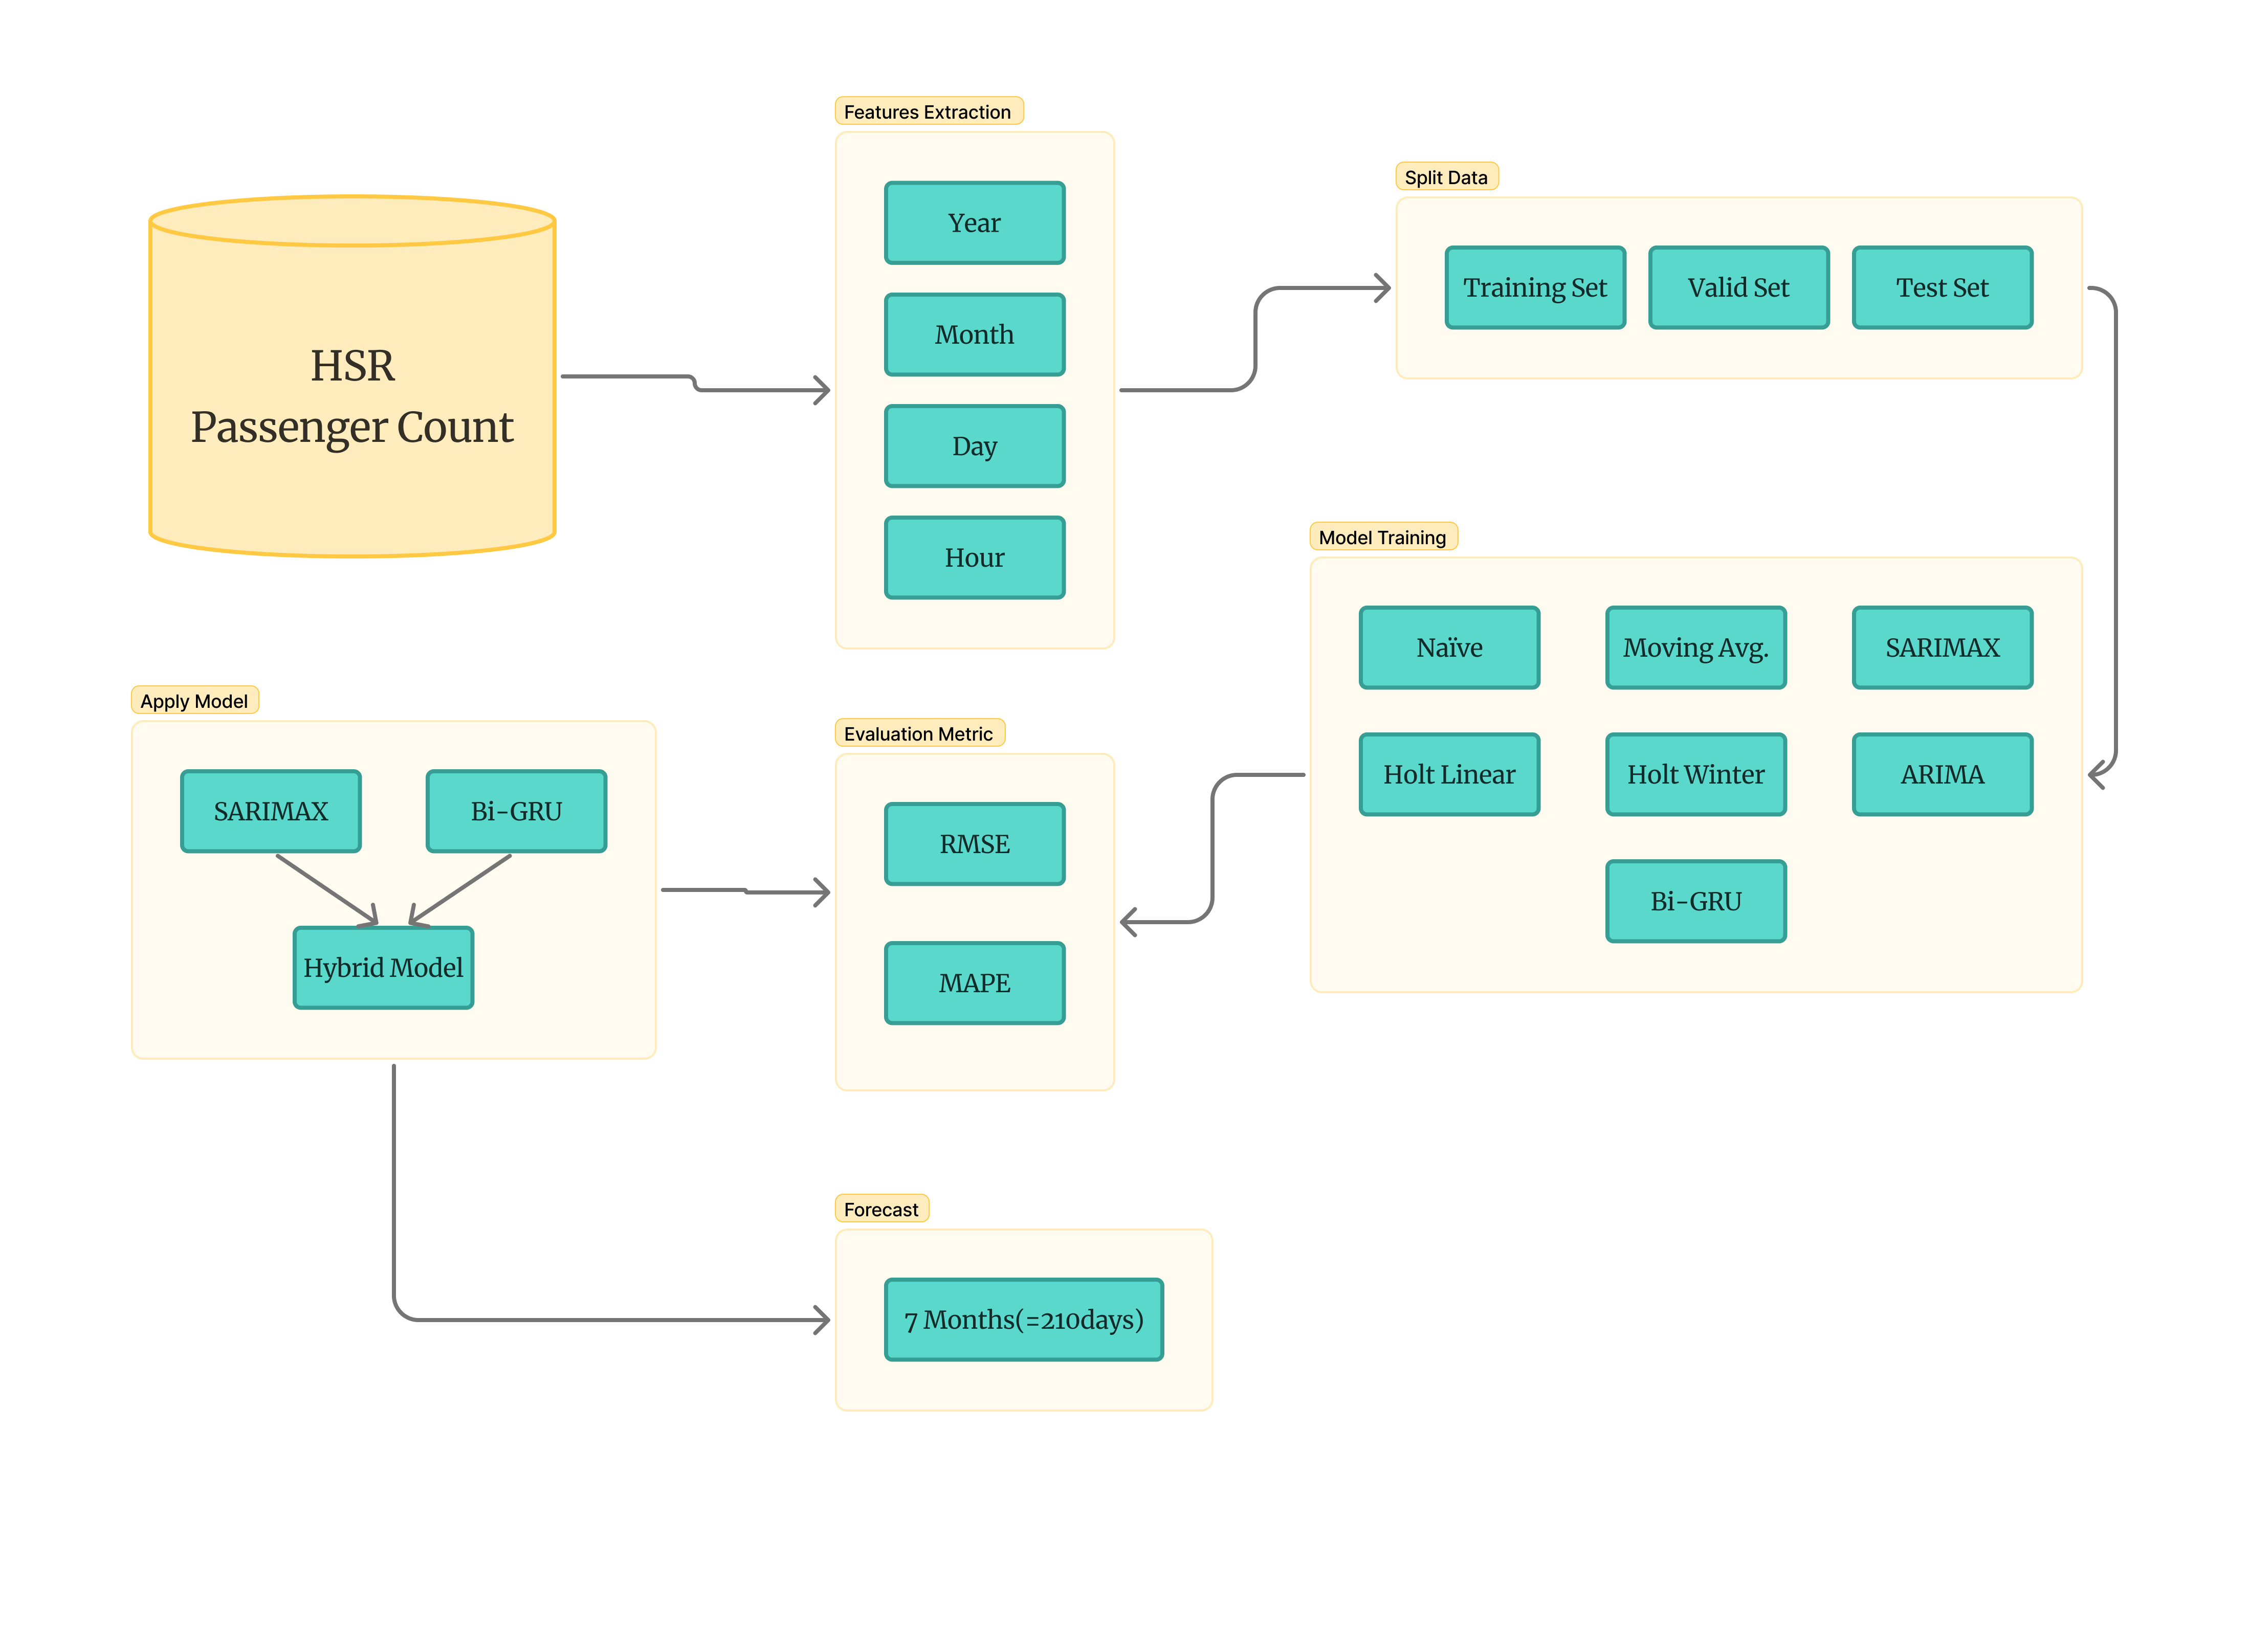 HSR
Passenger Count
Features Extraction
Year
Month
Day
Hour
Split Data
Training Set
Valid Set
Test Set
Model Training
Naïve
Moving Avg.
SARIMAX
Holt Linear
Holt Winter
ARIMA
Bi-GRU
Evaluation Metric
RMSE
MAPE
Apply Model
SARIMAX
Bi-GRU
Hybrid Model
Forecast
7 Months(=210days)